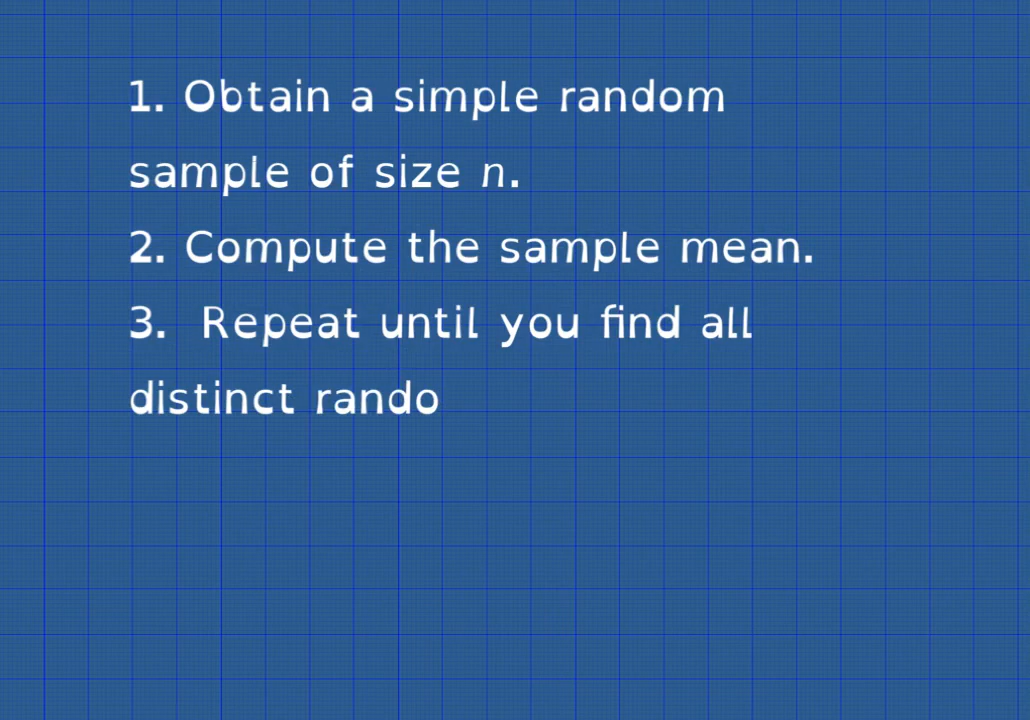 1. Obtain a simple random
sample of size n.
2. Compute the sample mean.
3. Repeat until you find all
distinct rando